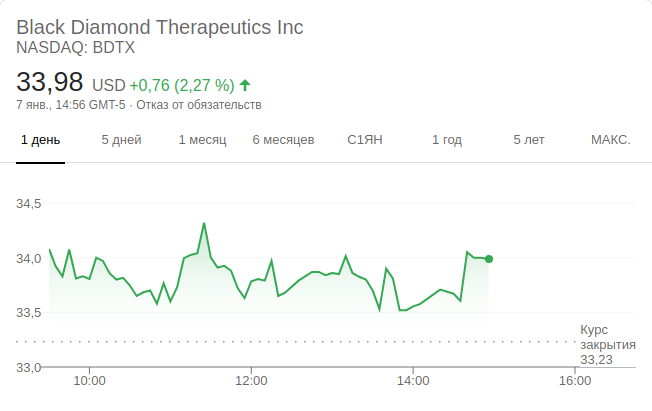 Black Diamond Therapeutics Inc
NASDAQ: BDTX
33,98 USD +0,76 (2,27 %)
7 янв., 14:56 GMT-5 · Отказ от обязательств
1 день 5 дней 1 месяц 6 месяцев С1ЯН 1 год 5 лет МАКС.
34,5
34,0
33,5
Курс
закрытия
33,23
33,0
10:00 12:00 14:00 16:00